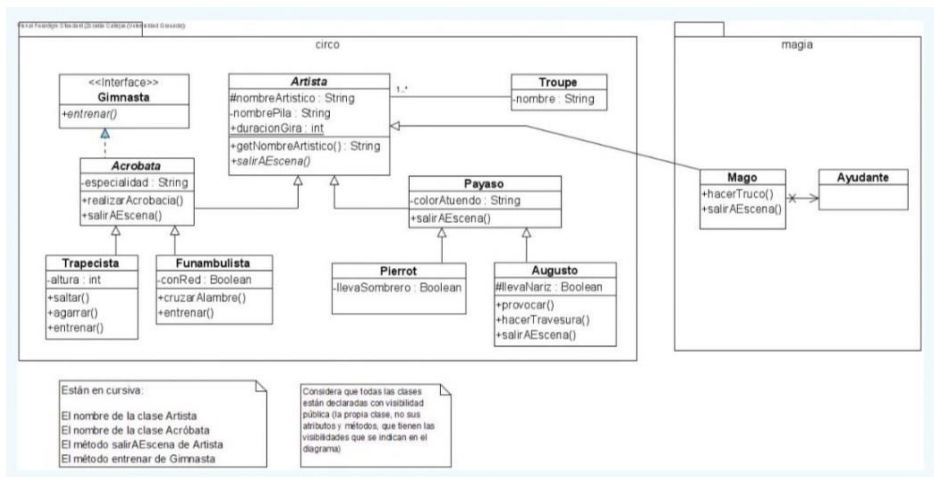 circo
magia
<<Interface>>
Gimnasta
+entrenar()
Artista
#nombreArtistico : String
-nombrePila : String
+duracionGira : int
+getNombreArtistico() : String
+salirAEscena()
1..*
Troupe
-nombre : String
Acrobata
-especialidad : String
+realizarAcrobacia()
+salirAEscena()
Payaso
-colorAtuendo : String
+salirAEscena()
Mago
+hacerTruco()
+salirAEscena()
Ayudante
Trapecista
-altura : int
+saltar()
+agarrar()
+entrenar()
Funambulista
-conRed : Boolean
+cruzarAlambre()
+entrenar()
Pierrot
-llevaSombrero : Boolean
Augusto
#llevaNariz : Boolean
+provocar()
+hacerTravesura()
+salirAEscena()
Están en cursiva:
El nombre de la clase Artista
El nombre de la clase Acróbata
El método salirAEscena de Artista
El método entrenar de Gimnasta
Considera que todas las clases
están declaradas con visibilidad
pública (la propia clase, no sus
atributos y métodos, que tienen las
visibilidades que se indican en el
diagrama)